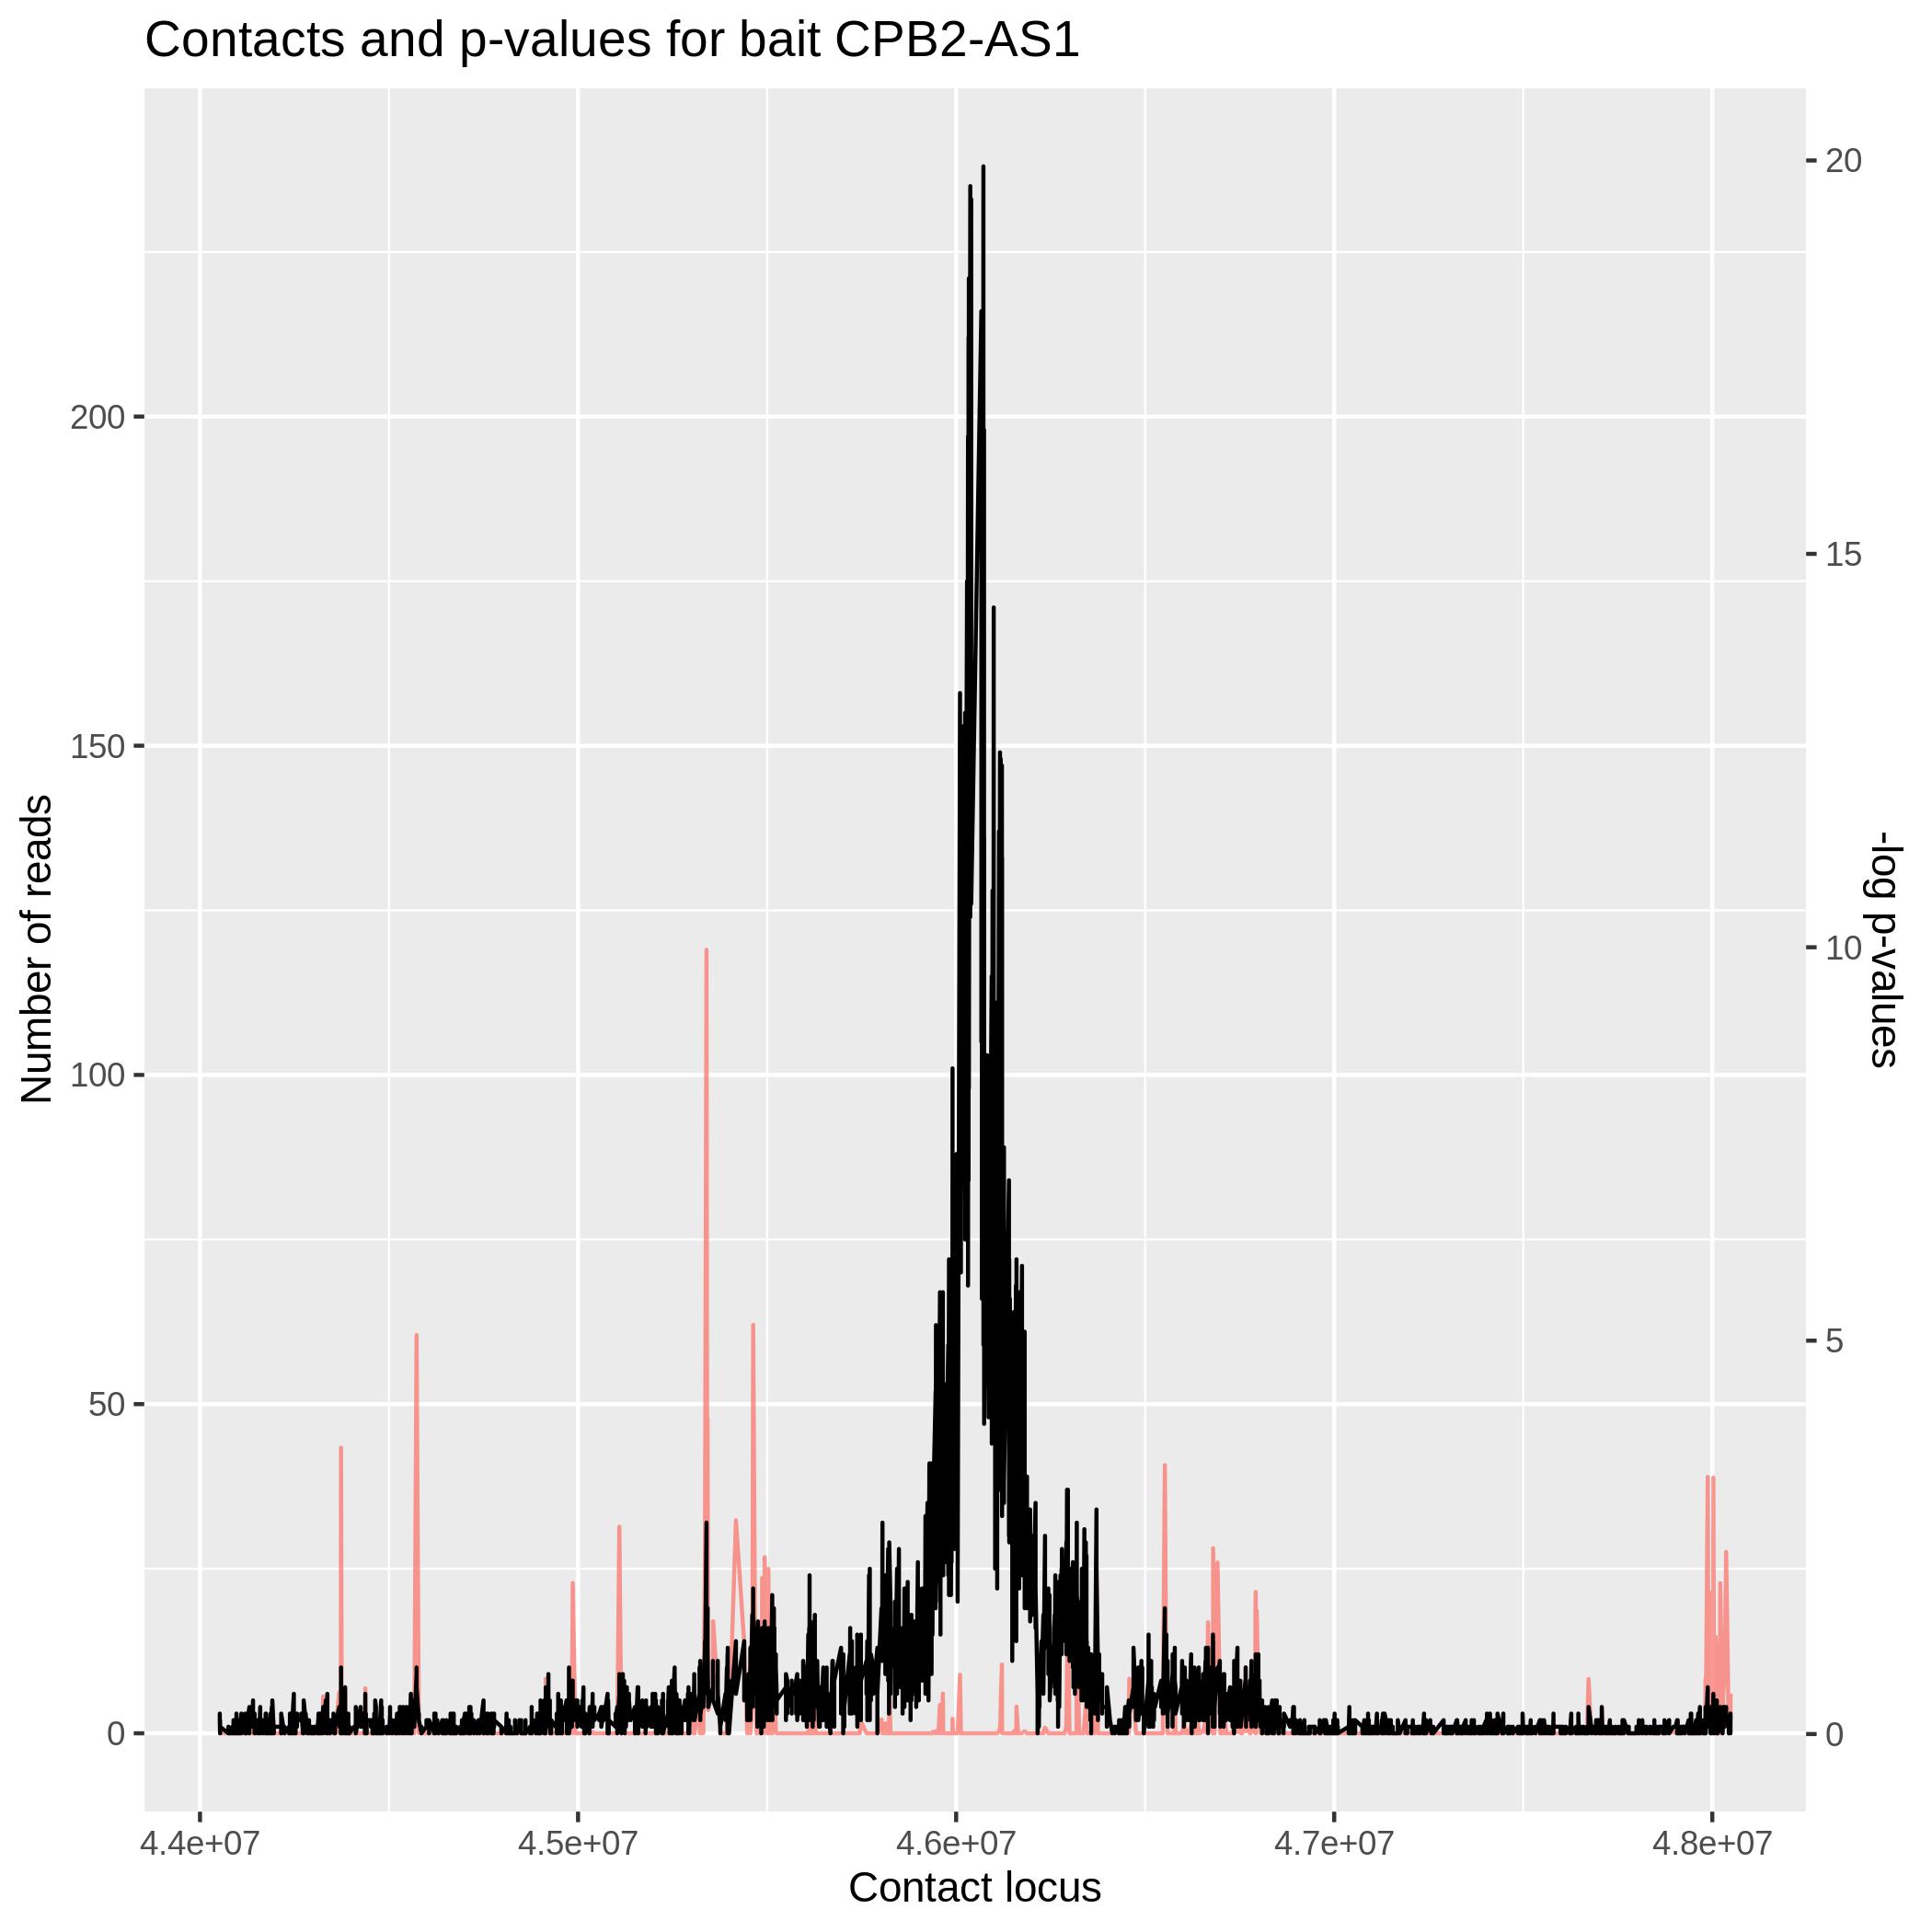 Contacts and p-values for bait CPB2-AS1
Number of reads
200
150
100
50
0
20
15
10
5
0
-log p-values
4.4e+07
4.5e+07
4.6e+07
4.7e+07
4.8e+07
Contact locus